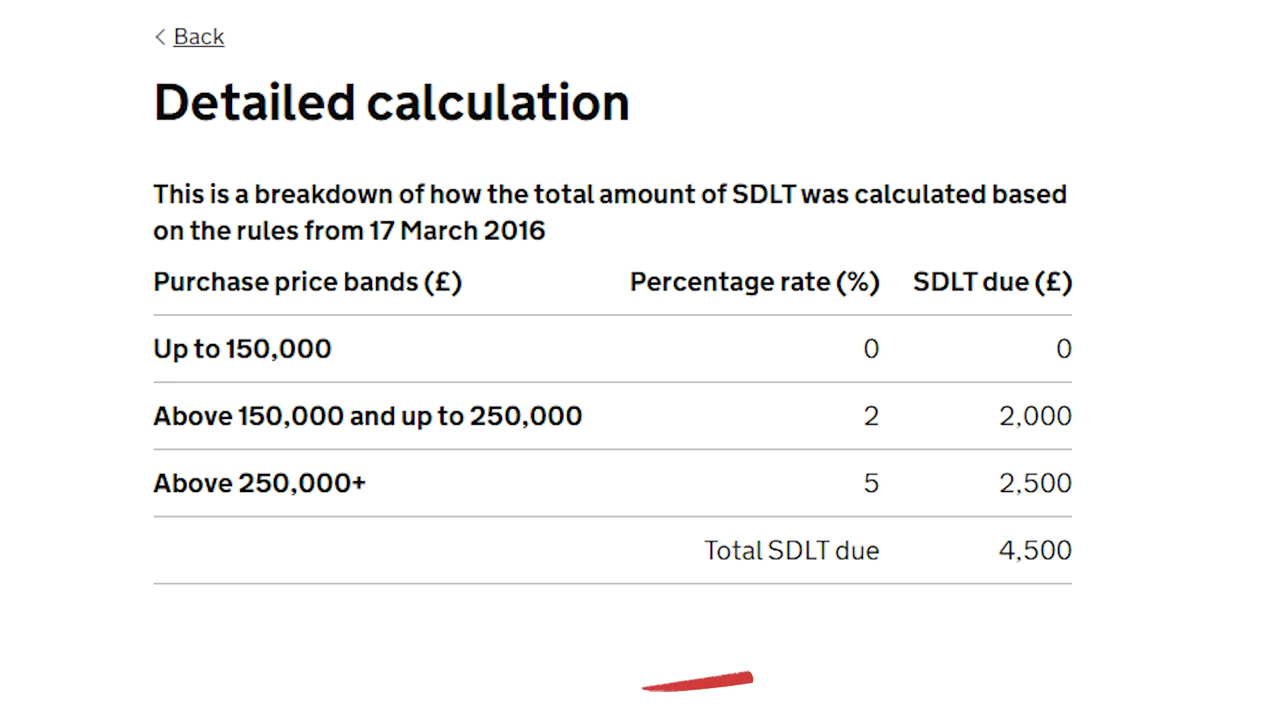 Back
Detailed calculation
This is a breakdown of how the total amount of SDLT was calculated based
on the rules from 17 March 2016
Purchase price bands (£) Percentage rate (%) SDLT due (£)
Up to 150,000 0 0
Above 150,000 and up to 250,000 2 2,000
Above 250,000+ 5 2,500
Total SDLT due 4,500